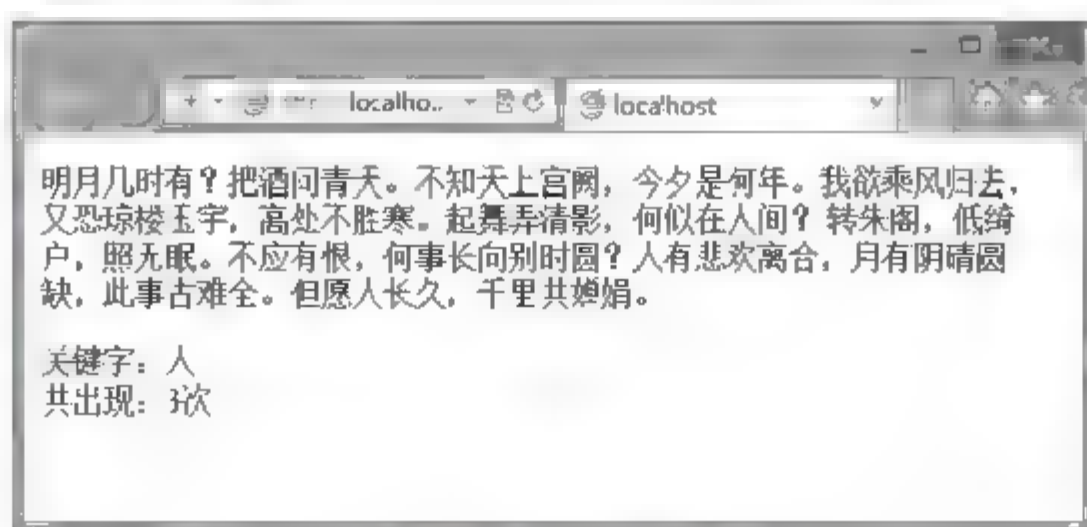 localho..
localhost
明月几时有？把酒问青天。不知天上宫阙，今夕是何年。我欲乘风归去，
又恐琼楼玉宇，高处不胜寒。起舞弄清影，何似在人间？转朱阁，低绮
户，照无眠。不应有恨，何事长向别时圆？人有悲欢离合，月有阴晴圆
缺，此事古难全。但愿人长久，千里共婵娟。
关键字：人
共出现：3次